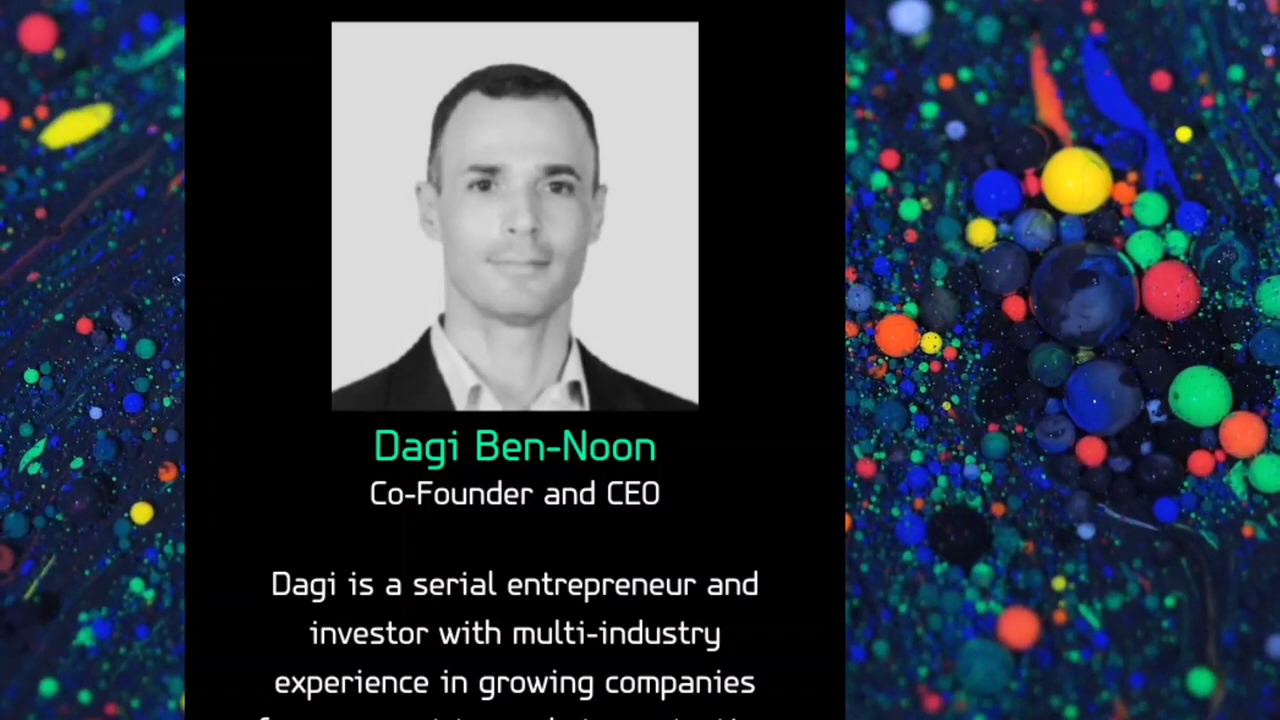 Dagi Ben-Noon
Co-Founder and CEO
Dagi is a serial entrepreneur and
investor with multi-industry
experience in growing companies